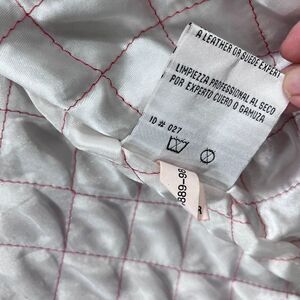 A LEATHER OR SUEDE EXPERT
LIMPIEZZA PROFESSIONAL AL SECO
POR EXPERTO CUERO O GAMUZA
ID # 027